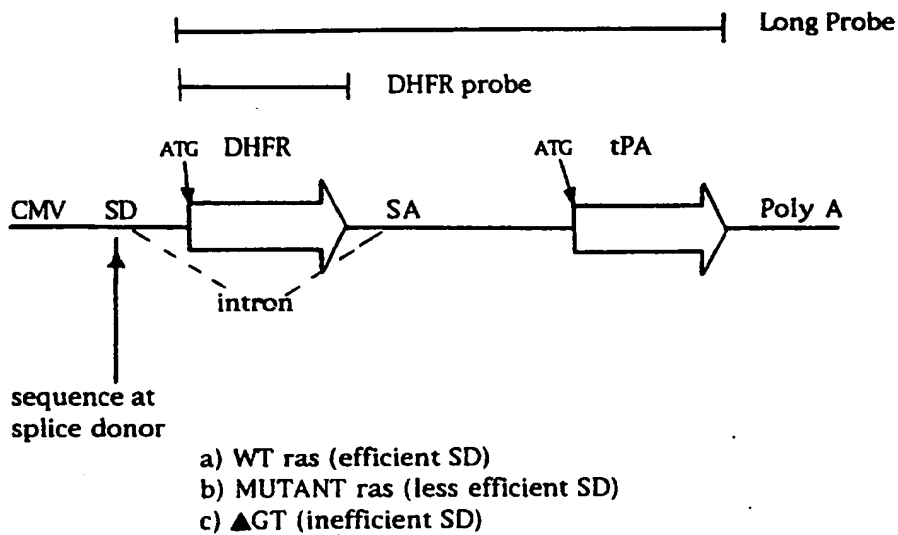 Long Probe
DHFR probe
ATG DHFR ATG tPA
CMV SD SA Poly A
intron
sequence at
splice donor
a) WT ras (efficient SD)
b) MUTANT ras (less efficient SD)
c) ▲GT (inefficient SD)